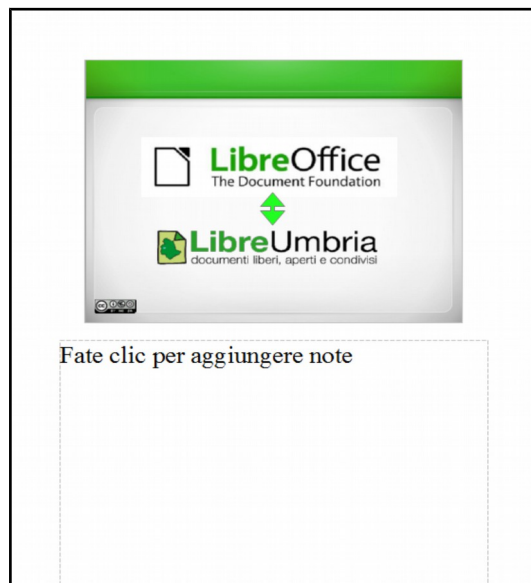 LibreOffice
The Document Foundation
LibreUmbria
documenti liberi, aperti e condivisi
Fate clic per aggiungere note